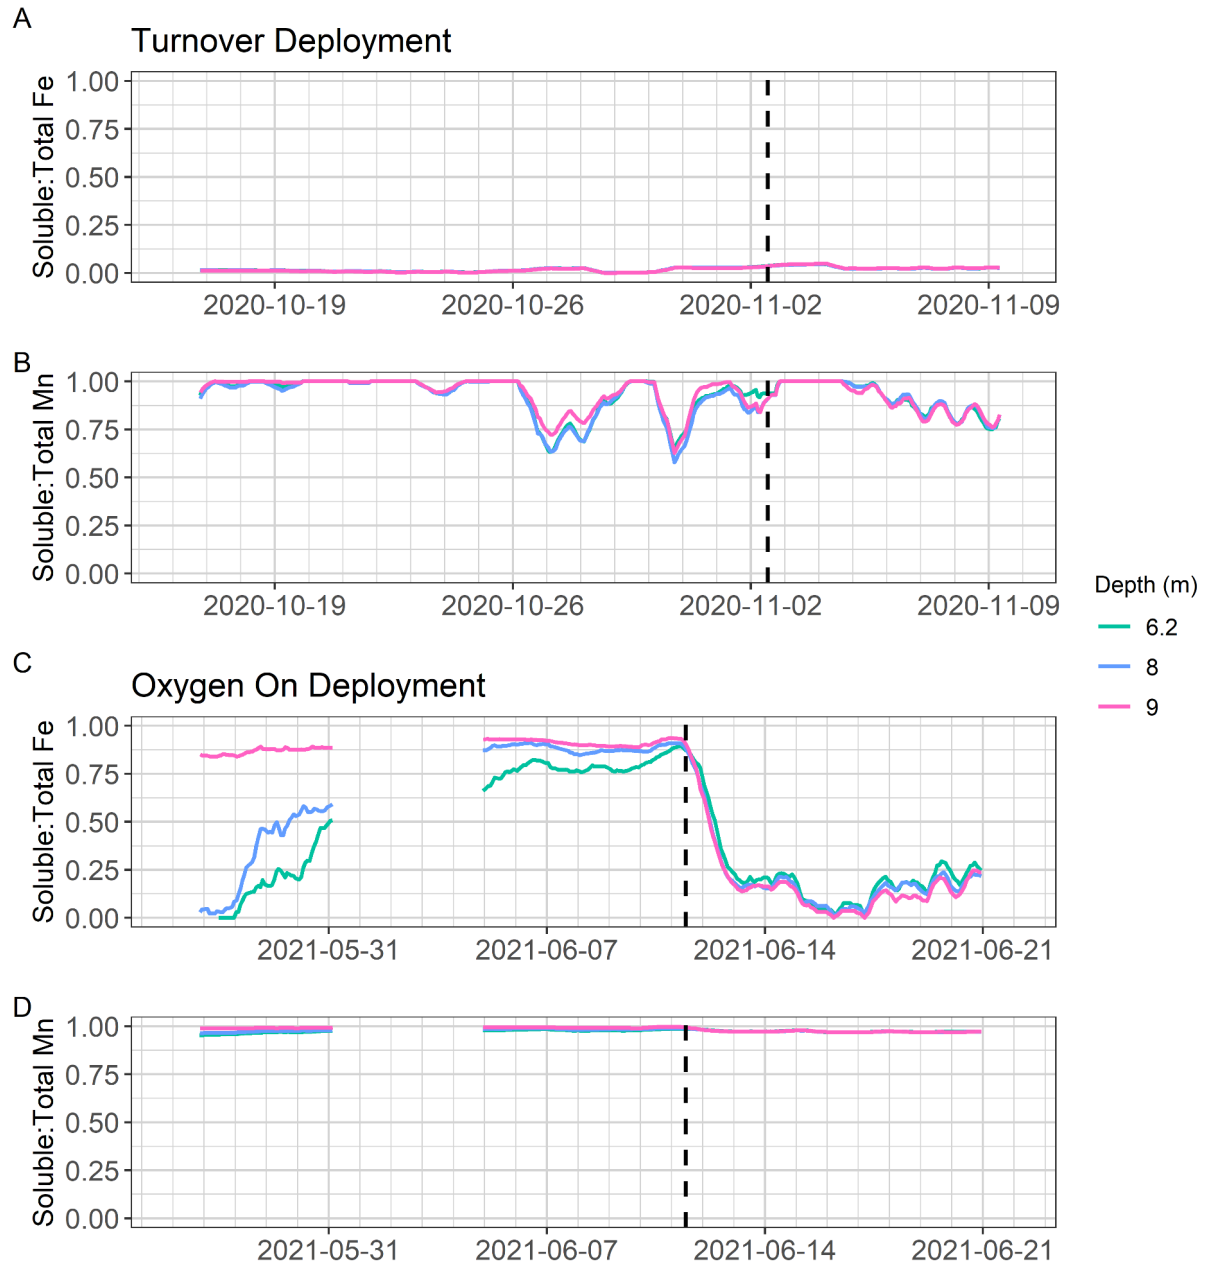 A
Turnover Deployment
Soluble:Total Fe
1.00
0.75
0.50
0.25
0.00
2020-10-19 2020-10-26 2020-11-02 2020-11-09
B
Soluble:Total Mn
1.00
0.75
0.50
0.25
0.00
2020-10-19 2020-10-26 2020-11-02 2020-11-09
Depth (m)
6.2
8
9
C
Oxygen On Deployment
Soluble:Total Fe
1.00
0.75
0.50
0.25
0.00
2021-05-31 2021-06-07 2021-06-14 2021-06-21
D
Soluble:Total Mn
1.00
0.75
0.50
0.25
0.00
2021-05-31 2021-06-07 2021-06-14 2021-06-21